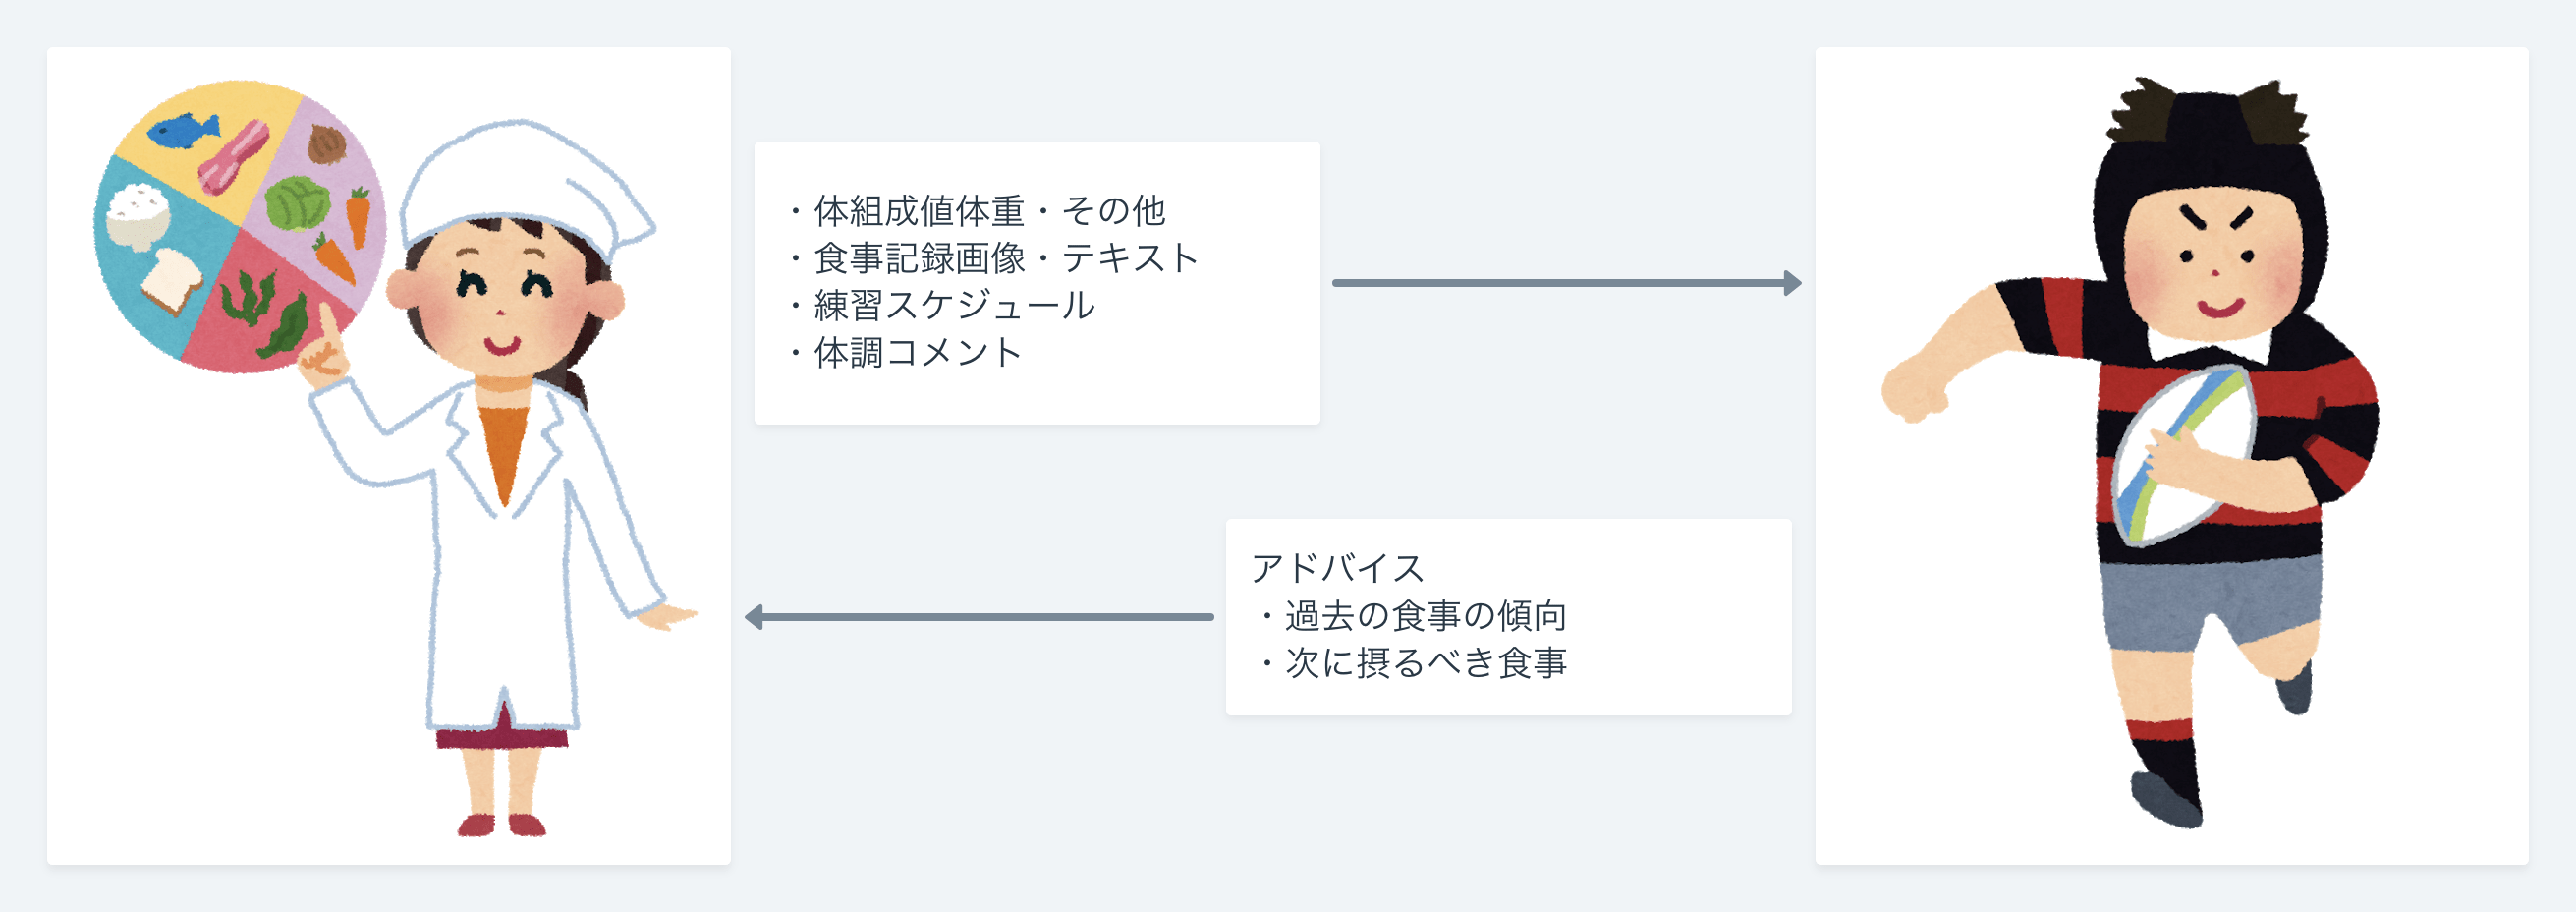 ・体組成値体重・その他
・食事記録画像・テキスト
・練習スケジュール
・体調コメント
アドバイス
・過去の食事の傾向
・次に摂るべき食事